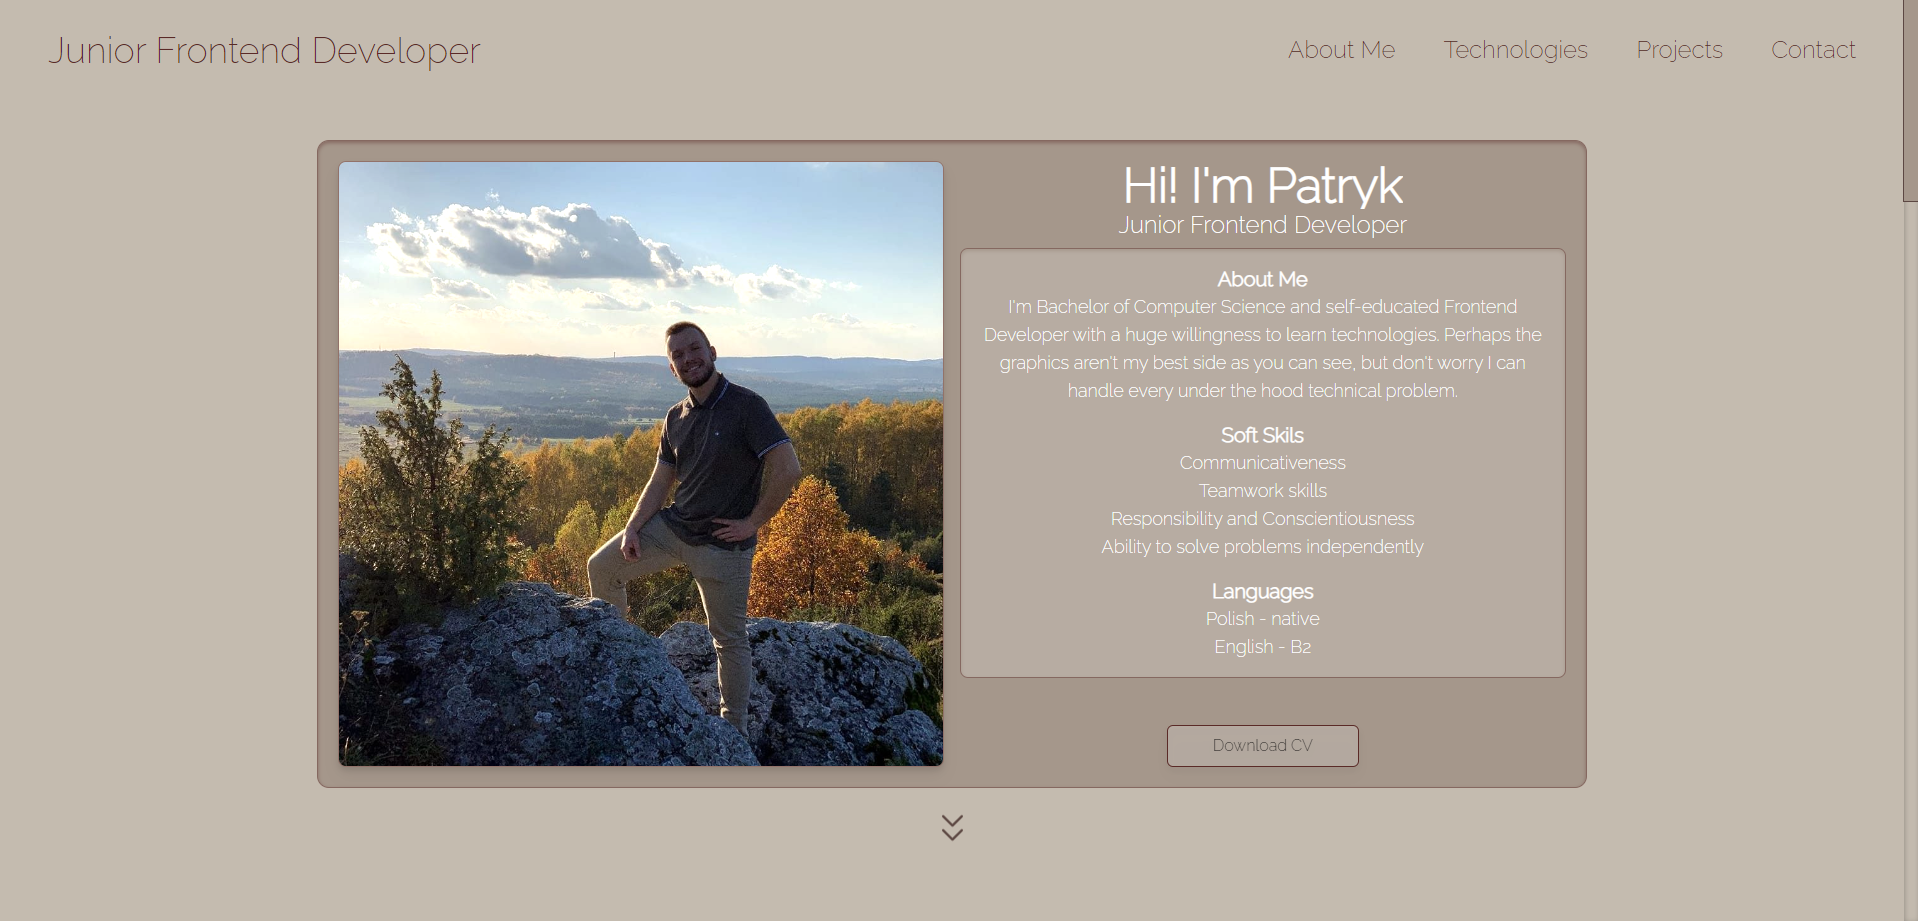 Junior Frontend Developer
About Me
Technologies
Projects
Contact
Hi! I'm Patryk
Junior Frontend Developer
About Me
I'm Bachelor of Computer Science and self-educated Frontend
Developer with a huge willingness to learn technologies. Perhaps the
graphics aren't my best side as you can see, but don't worry I can
handle every under the hood technical problem.
Soft Skils
Communicativeness
Teamwork skills
Responsibility and Conscientiousness
Ability to solve problems independently
Languages
Polish - native
English - B2
Download CV